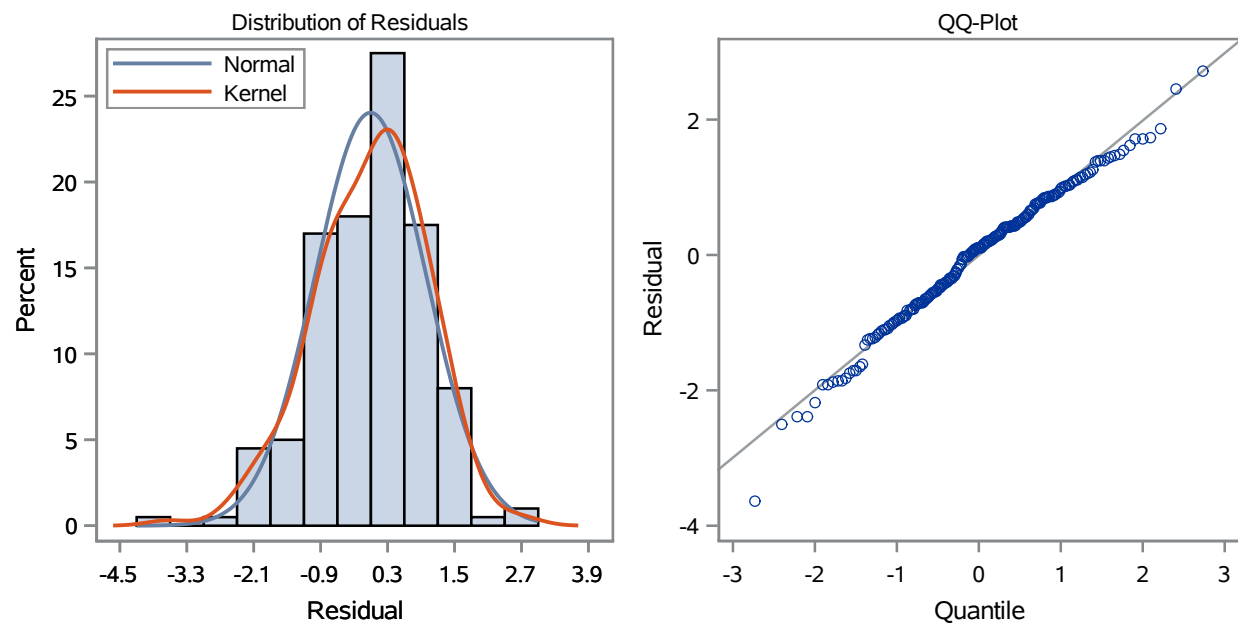 Distribution of Residuals
Normal
Kernel
Percent
25
20
15
10
5
0
-4.5 -3.3 -2.1 -0.9 0.3 1.5 2.7 3.9
Residual
QQ-Plot
Residual
2
0
-2
-4
-3 -2 -1 0 1 2 3
Quantile